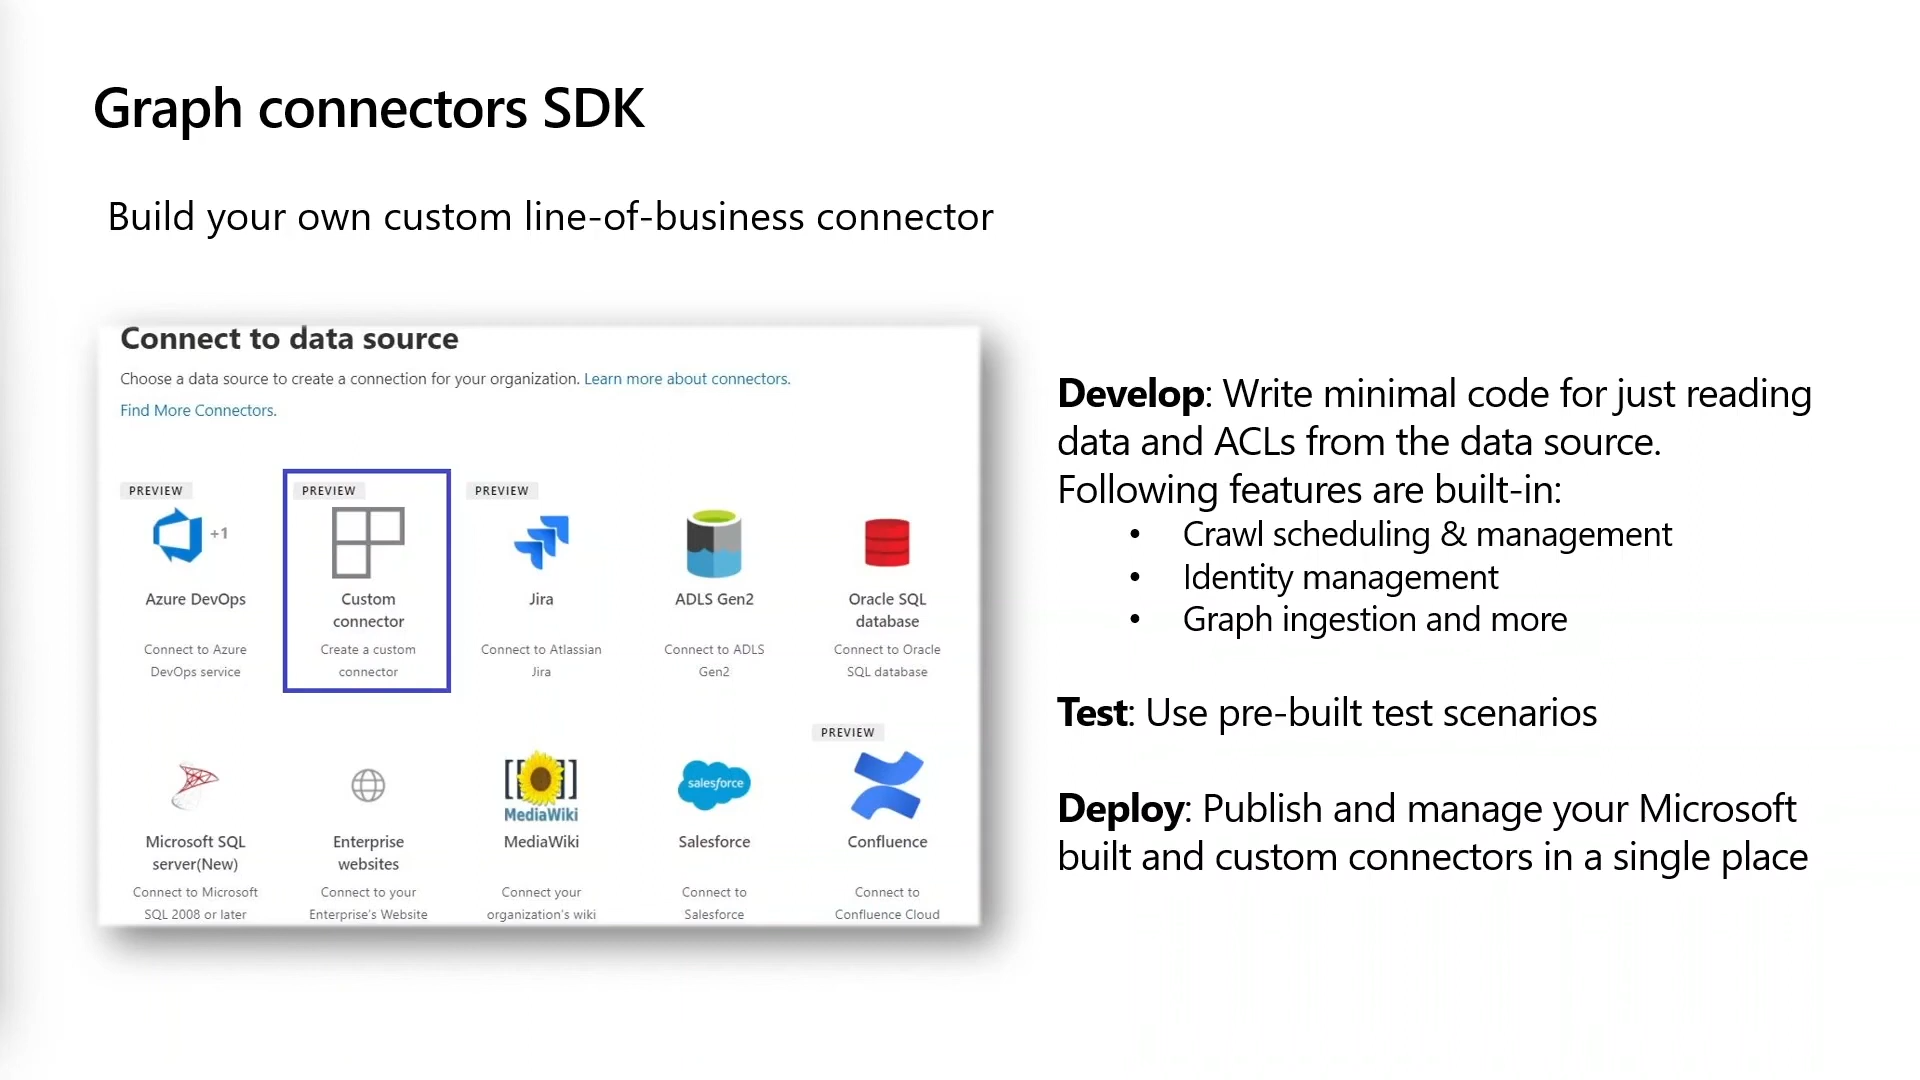 Graph connectors SDK
Build your own custom line-of-business connector
Connect to data source
Choose a data source to create a connection for your organization. Learn more about connectors.
Find More Connectors.
PREVIEW
+1
Azure DevOps
Connect to Azure
DevOps service
PREVIEW
Custom
connector
Create a custom
connector
PREVIEW
Jira
Connect to Atlassian
Jira
ADLS Gen2
Connect to ADLS
Gen2
Oracle SQL
database
Connect to Oracle
SQL database
Microsoft SQL
server(New)
Connect to Microsoft
SQL 2008 or later
Enterprise
websites
Connect to your
Enterprise's Website
[[ ]]
MediaWiki
MediaWiki
Connect your
organization's wiki
salesforce
Salesforce
Connect to
Salesforce
PREVIEW
Confluence
Connect to
Confluence Cloud
Develop: Write minimal code for just reading
data and ACLs from the data source.
Following features are built-in:
• Crawl scheduling & management
• Identity management
• Graph ingestion and more
Test: Use pre-built test scenarios
Deploy: Publish and manage your Microsoft
built and custom connectors in a single place